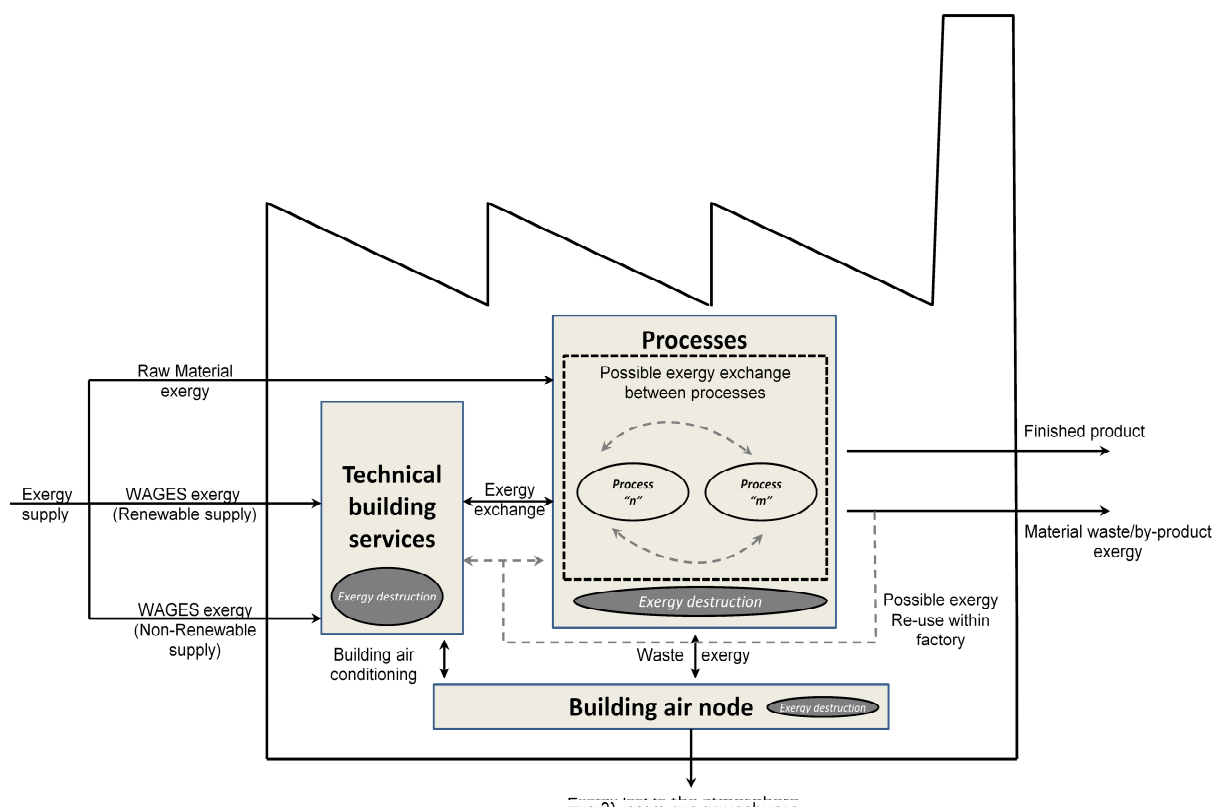 Processes
Possible exergy exchange
between processes
Raw Material
exergy
Finished product
Technical
building
services
Process
"n"
Process
"m"
Exergy
supply
WAGES exergy
(Renewable supply)
Exergy
exchange
Material waste/by-product
exergy
Exergy destruction
Exergy destruction
WAGES exergy
(Non-Renewable
supply)
Possible exergy
Re-use within
factory
Building air
conditioning
Waste exergy
Building air node
Exergy destruction